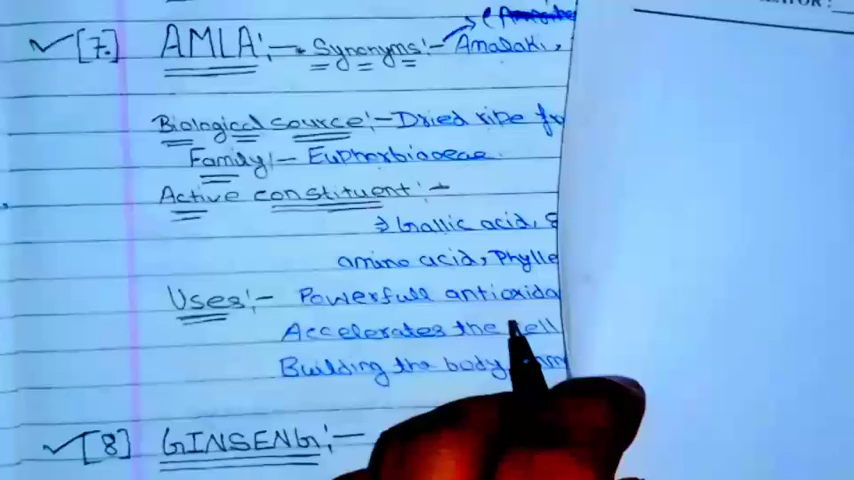 [7.] AMLA:- Synonyms:- Amalaki,
Biological source:- Dried ripe
Family:- Euphorbiaceae.
Active constituent:-
Gallic acid,
amino acid, Phylle
Uses:- Powerfull antioxida
Accelerates the cell
Building the body
[8] GINSENG:-